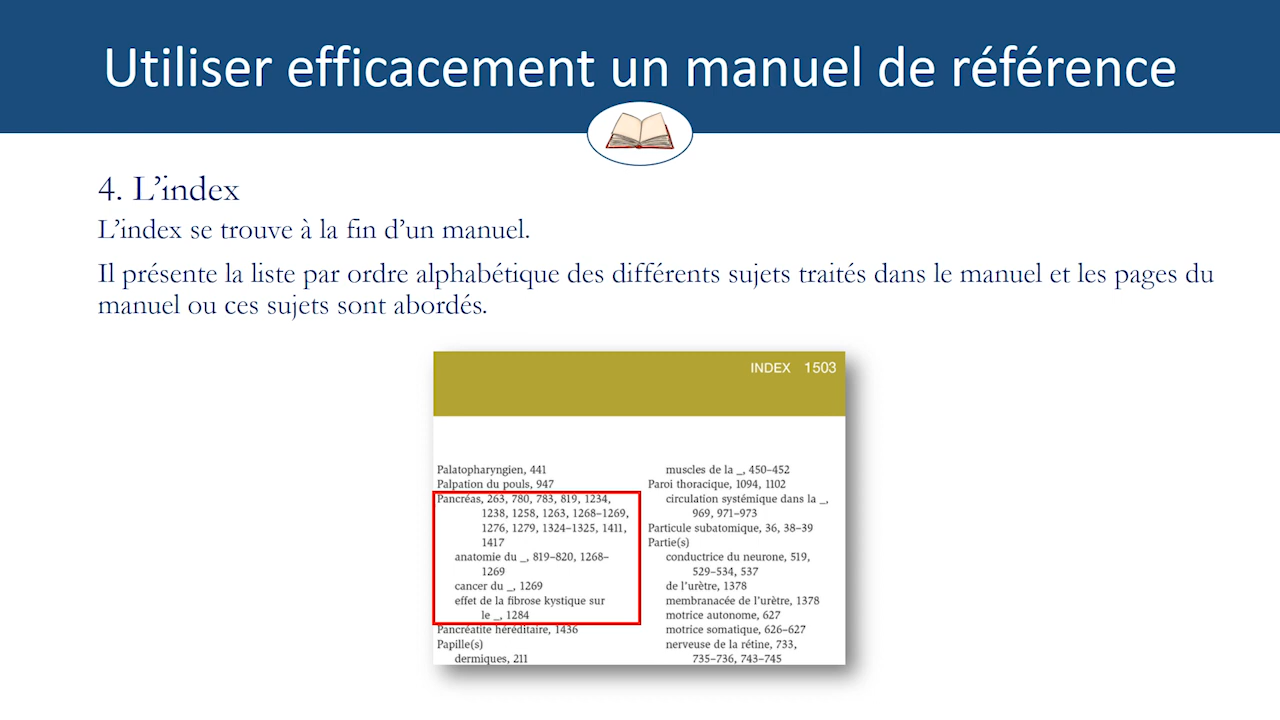 Utiliser efficacement un manuel de référence
4. L’index
L’index se trouve à la fin d’un manuel.
Il présente la liste par ordre alphabétique des différents sujets traités dans le manuel et les pages du
manuel ou ces sujets sont abordés.
INDEX 1503
Palatopharyngien, 441
Palpation du pouls, 947
Pancréas, 263, 780, 783, 819, 1234,
1238, 1258, 1263, 1268–1269,
1276, 1279, 1324–1325, 1411,
1417
anatomie du _, 819–820, 1268–
1269
cancer du _, 1269
effet de la fibrose kystique sur
le _, 1284
Pancréatite héréditaire, 1436
Papille(s)
dermiques, 211
muscles de la _, 450–452
Paroi thoracique, 1094, 1102
circulation systémique dans la _,
969, 971–973
Particule subatomique, 36, 38–39
Partie(s)
conductrice du neurone, 519,
529–534, 537
de l’urètre, 1378
membranacée de l’urètre, 1378
motrice autonome, 627
motrice somatique, 626–627
nerveuse de la rétine, 733,
735–736, 743–745